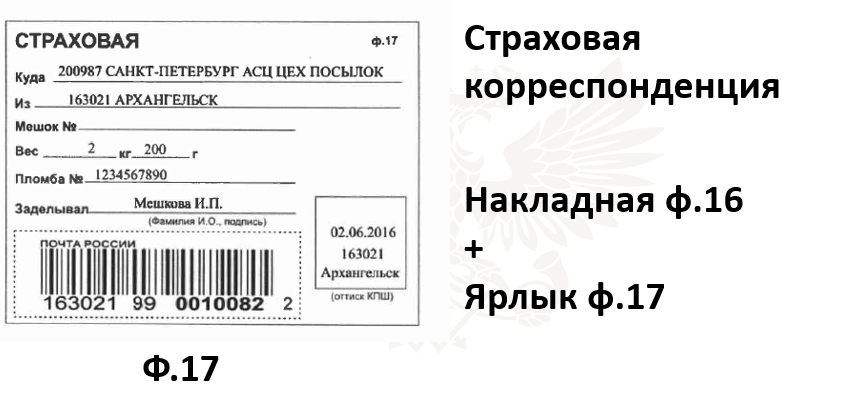 СТРАХОВАЯ ф.17
Куда 200987 САНКТ-ПЕТЕРБУРГ АСЦ ЦЕХ ПОСЫЛОК
Из 163021 АРХАНГЕЛЬСК
Мешок №
Вес 2 кг 200 г
Пломба № 1234567890
Заделывал Мешкова И.П.
(Фамилия И.О., подпись)
ПОЧТА РОССИИ
163021 99 0010082 2
02.06.2016
163021
Архангельск
(оттиск КПШ)
Ф.17
Страховая
корреспонденция
Накладная ф.16
+
Ярлык ф.17